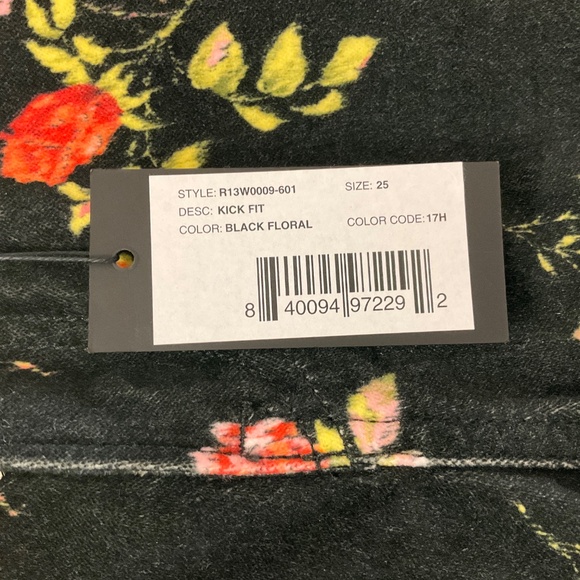 STYLE: R13W0009-601 SIZE: 25
DESC: KICK FIT
COLOR: BLACK FLORAL COLOR CODE: 17H
8 40094 97229 2